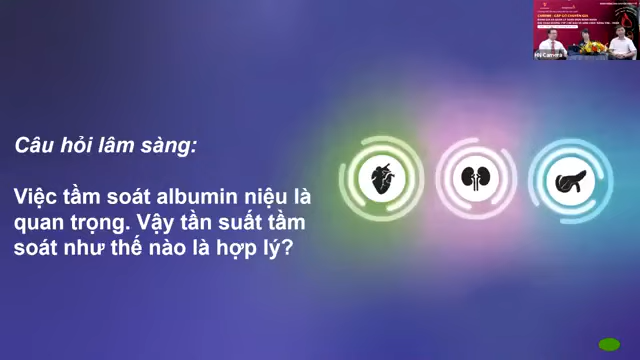 Câu hỏi lâm sàng:
Việc tầm soát albumin niệu là
quan trọng. Vậy tần suất tầm
soát như thế nào là hợp lý?